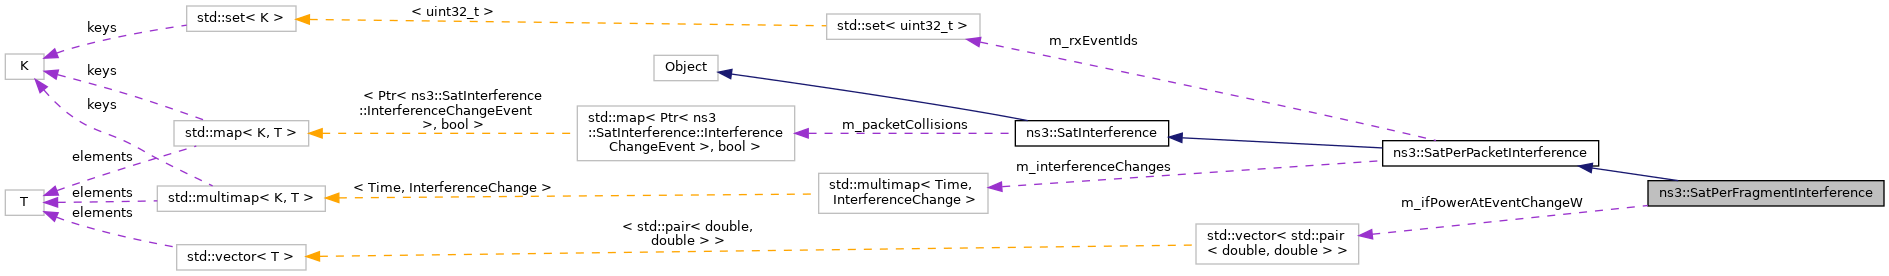 std::set< K >
< uint32_t >
std::set< uint32_t >
keys
m_rxEventIds
K
Object
keys
keys
< Ptr< ns3::SatInterference
::InterferenceChangeEvent
>, bool >
std::map< K, T >
std::map< Ptr< ns3
::SatInterference::Interference
ChangeEvent >, bool >
m_packetCollisions
ns3::SatInterference
ns3::SatPerPacketInterference
elements
m_interferenceChanges
elements
std::multimap< K, T >
< Time, InterferenceChange >
std::multimap< Time,
InterferenceChange >
ns3::SatPerFragmentInterference
T
elements
m_ifPowerAtEventChangeW
< std::pair< double,
double > >
std::vector< std::pair
< double, double > >
std::vector< T >